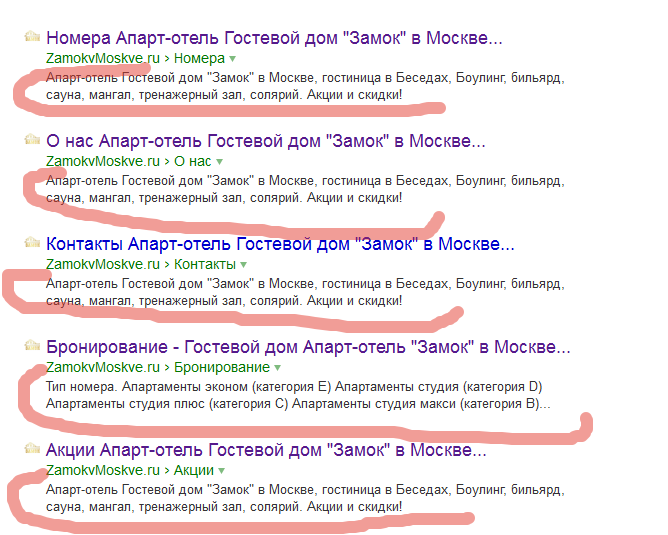 Номера Апарт-отель Гостевой дом "Замок" в Москве...
ZamokvMoskve.ru › Номера
Апарт-отель Гостевой дом "Замок" в Москве, гостиница в Беседах, Боулинг, бильярд,
сауна, мангал, тренажерный зал, солярий. Акции и скидки!
О нас Апарт-отель Гостевой дом "Замок" в Москве...
ZamokvMoskve.ru › О нас
Апарт-отель Гостевой дом "Замок" в Москве, гостиница в Беседах, Боулинг, бильярд,
сауна, мангал, тренажерный зал, солярий. Акции и скидки!
Контакты Апарт-отель Гостевой дом "Замок" в Москве...
ZamokvMoskve.ru › Контакты
Апарт-отель Гостевой дом "Замок" в Москве, гостиница в Беседах, Боулинг, бильярд,
сауна, мангал, тренажерный зал, солярий. Акции и скидки!
Бронирование - Гостевой дом Апарт-отель "Замок" в Москве...
ZamokvMoskve.ru › Бронирование
Тип номера. Апартаменты эконом (категория E) Апартаменты студия (категория D)
Апартаменты студия плюс (категория C) Апартаменты студия макси (категория B)...
Акции Апарт-отель Гостевой дом "Замок" в Москве...
ZamokvMoskve.ru › Акции
Апарт-отель Гостевой дом "Замок" в Москве, гостиница в Беседах, Боулинг, бильярд,
сауна, мангал, тренажерный зал, солярий. Акции и скидки!